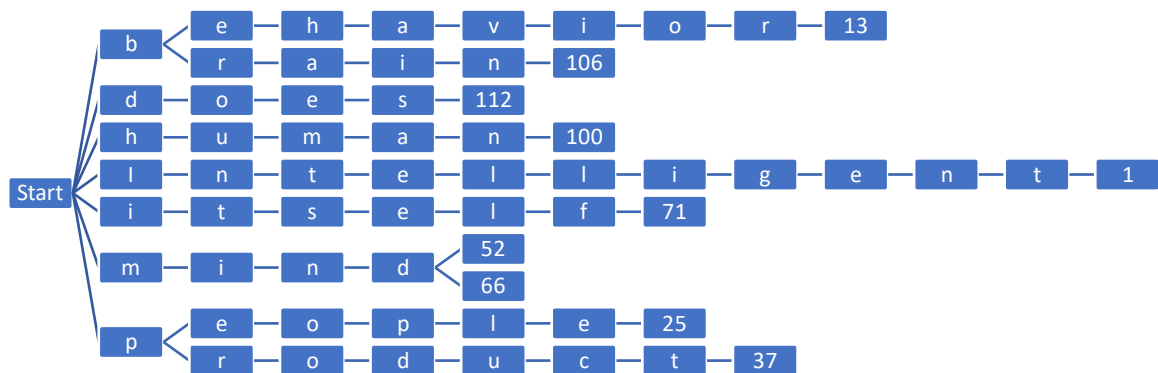 b e h a v i o r 13
r a i n 106
d o e s 112
h u m a n 100
I n t e l l i g e n t 1
Start
i t s e l f 71
52
m i n d
66
e o p l e 25
p
r o d u c t 37